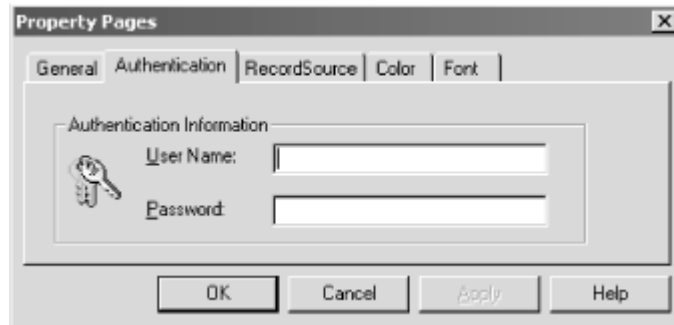 Property Pages
General Authentication RecordSource Color Font
Authentication Information
User Name:
Password:
OK Cancel Apply Help